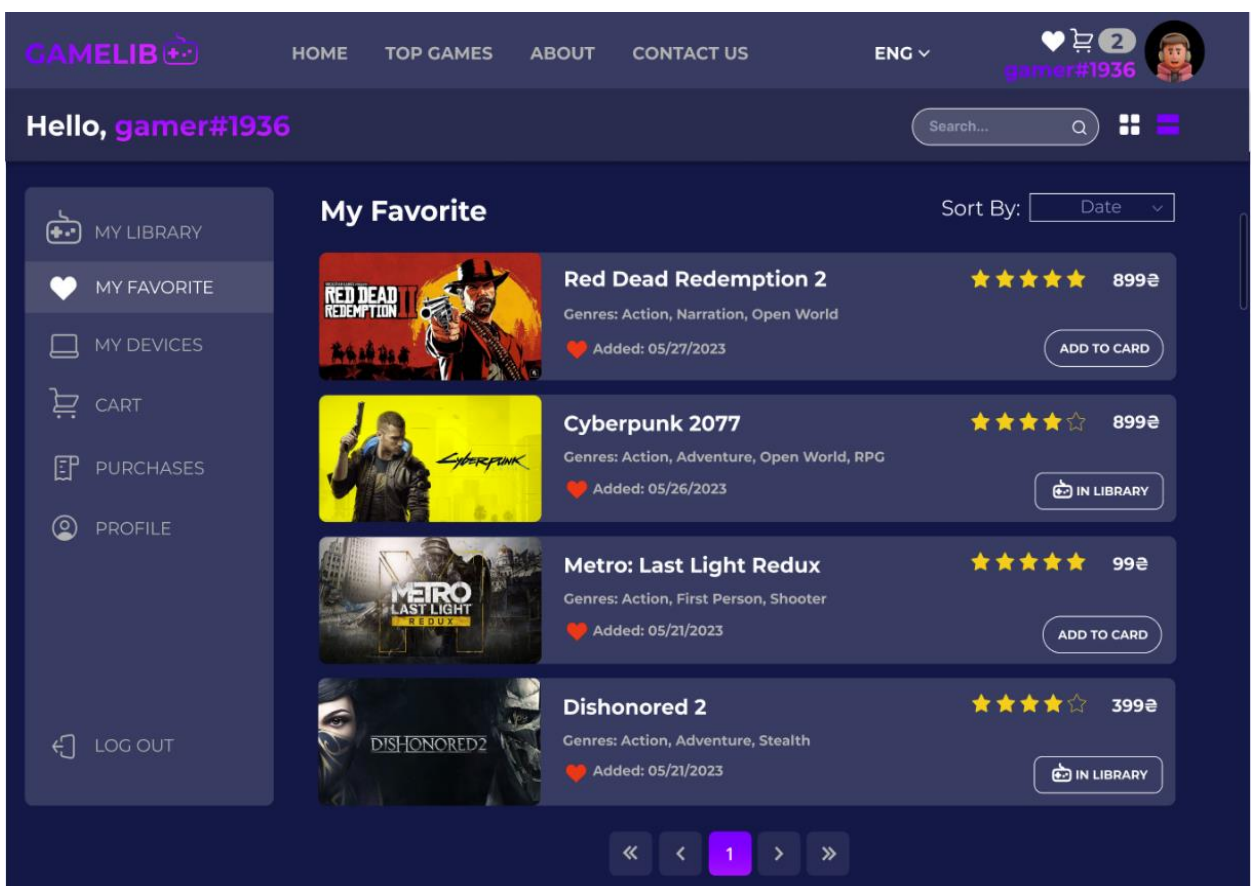 GAMELIB
HOME TOP GAMES ABOUT CONTACT US ENG 2
gamer#1936
Hello, gamer#1936
Search...
MY LIBRARY
MY FAVORITE
MY DEVICES
CART
PURCHASES
PROFILE
LOG OUT
My Favorite
Sort By: Date
RED DEAD
REDEMPTION II
Red Dead Redemption 2
899₴
Genres: Action, Narration, Open World
Added: 05/27/2023
ADD TO CARD
Cyberpunk
Cyberpunk 2077
899₴
Genres: Action, Adventure, Open World, RPG
Added: 05/26/2023
IN LIBRARY
METRO
LAST LIGHT
REDUX
Metro: Last Light Redux
99₴
Genres: Action, First Person, Shooter
Added: 05/21/2023
ADD TO CARD
DISHONORED2
Dishonored 2
399₴
Genres: Action, Adventure, Stealth
Added: 05/21/2023
IN LIBRARY
« < 1 > »